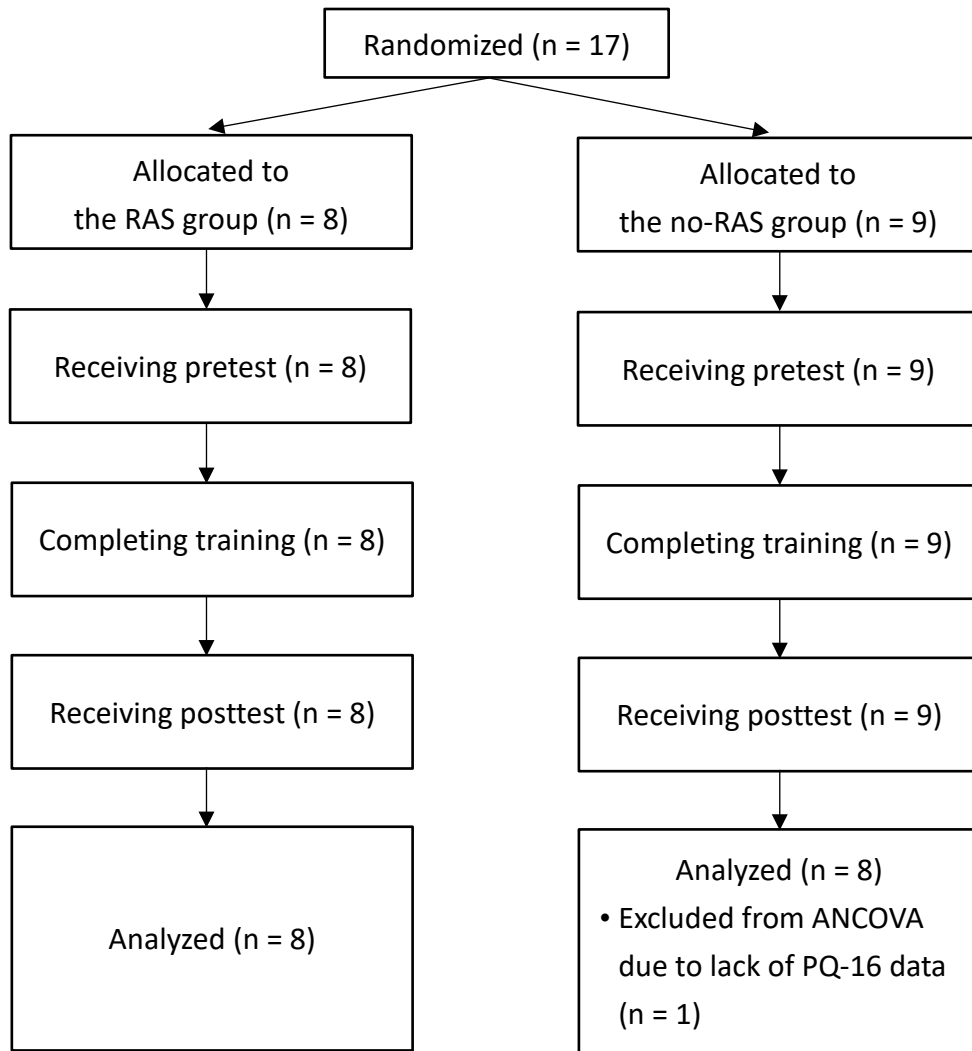 Randomized (n = 17)
Allocated to
the RAS group (n = 8)
Receiving pretest (n = 8)
Completing training (n = 8)
Receiving posttest (n = 8)
Analyzed (n = 8)
Allocated to
the no-RAS group (n = 9)
Receiving pretest (n = 9)
Completing training (n = 9)
Receiving posttest (n = 9)
Analyzed (n = 8)
• Excluded from ANCOVA
due to lack of PQ-16 data
(n = 1)